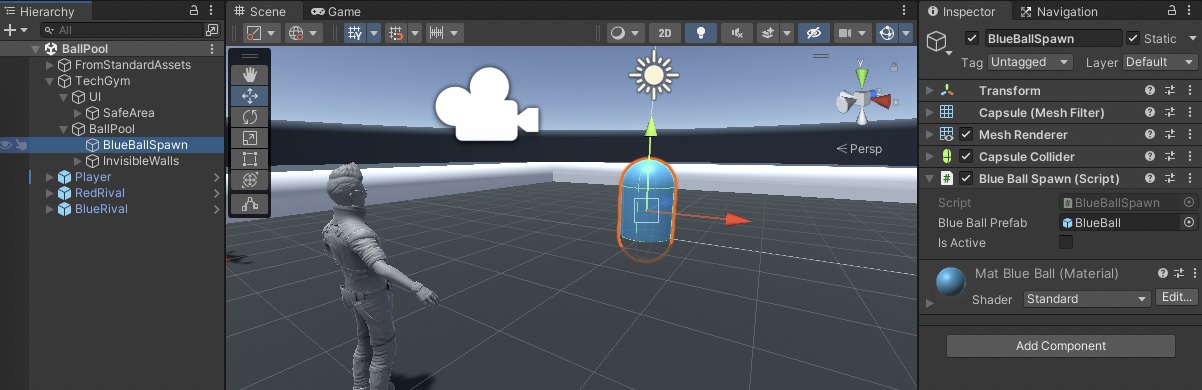 Hierarchy
All
BallPool
FromStandardAssets
TechGym
UI
SafeArea
BallPool
BlueBallSpawn
InvisibleWalls
Player
RedRival
BlueRival
Scene
Game
2D
y
z
x
Persp
Inspector
Navigation
BlueBallSpawn
Static
Tag Untagged Layer Default
Transform
Capsule (Mesh Filter)
Mesh Renderer
Capsule Collider
# Blue Ball Spawn (Script)
Script # BlueBallSpawn
Blue Ball Prefab BlueBall
Is Active
Mat Blue Ball (Material)
Shader Standard Edit...
Add Component